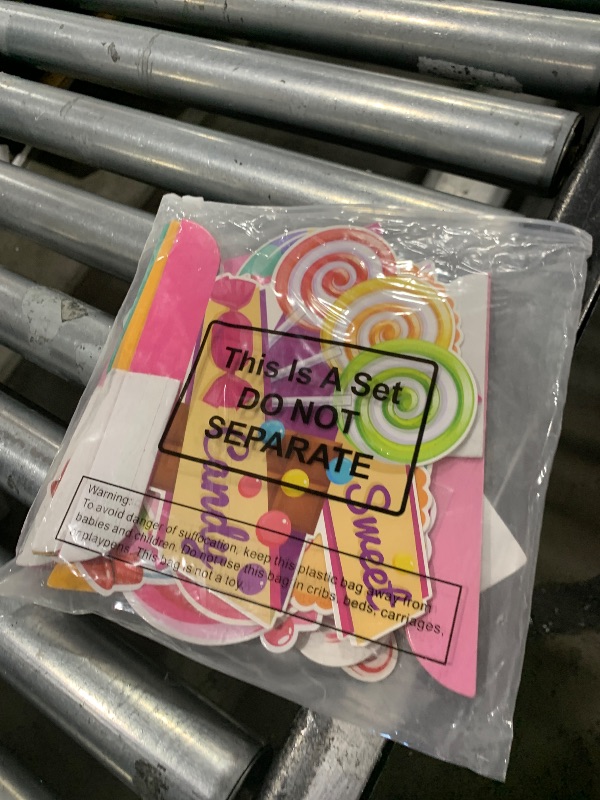 This Is A Set
DO NOT
SEPARATE
Candy
Sweet
Warning:
To avoid danger of suffocation, keep this plastic bag away from
babies and children. Do not use this bag in cribs, beds, carriages,
or playpens. This bag is not a toy.